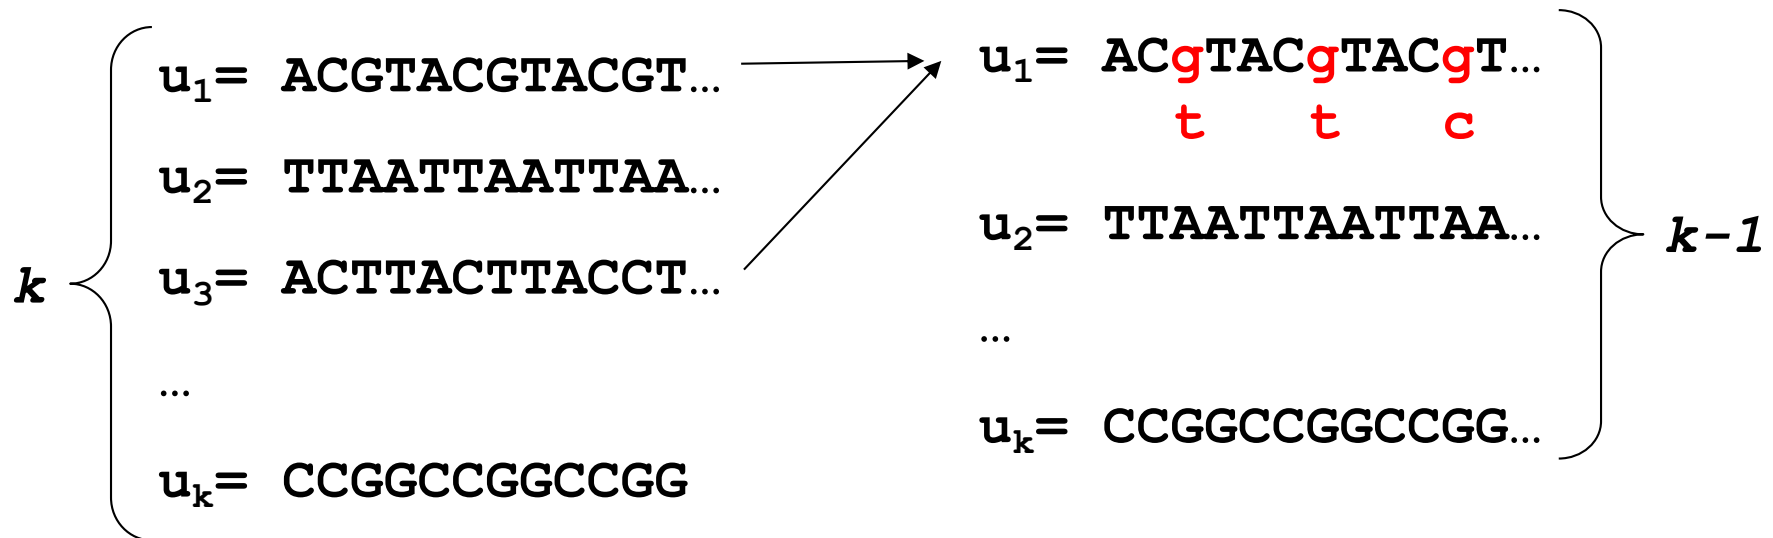 k
u1= ACGTACGTACGT…
u2= TTAATTAATTAA…
u3= ACTTACTTACCT…
…
uk= CCGGCCGGCCGG
u1= ACgTACgTACgT…
t t c
u2= TTAATTAATTAA…
…
uk= CCGGCCGGCCGG…
k-1